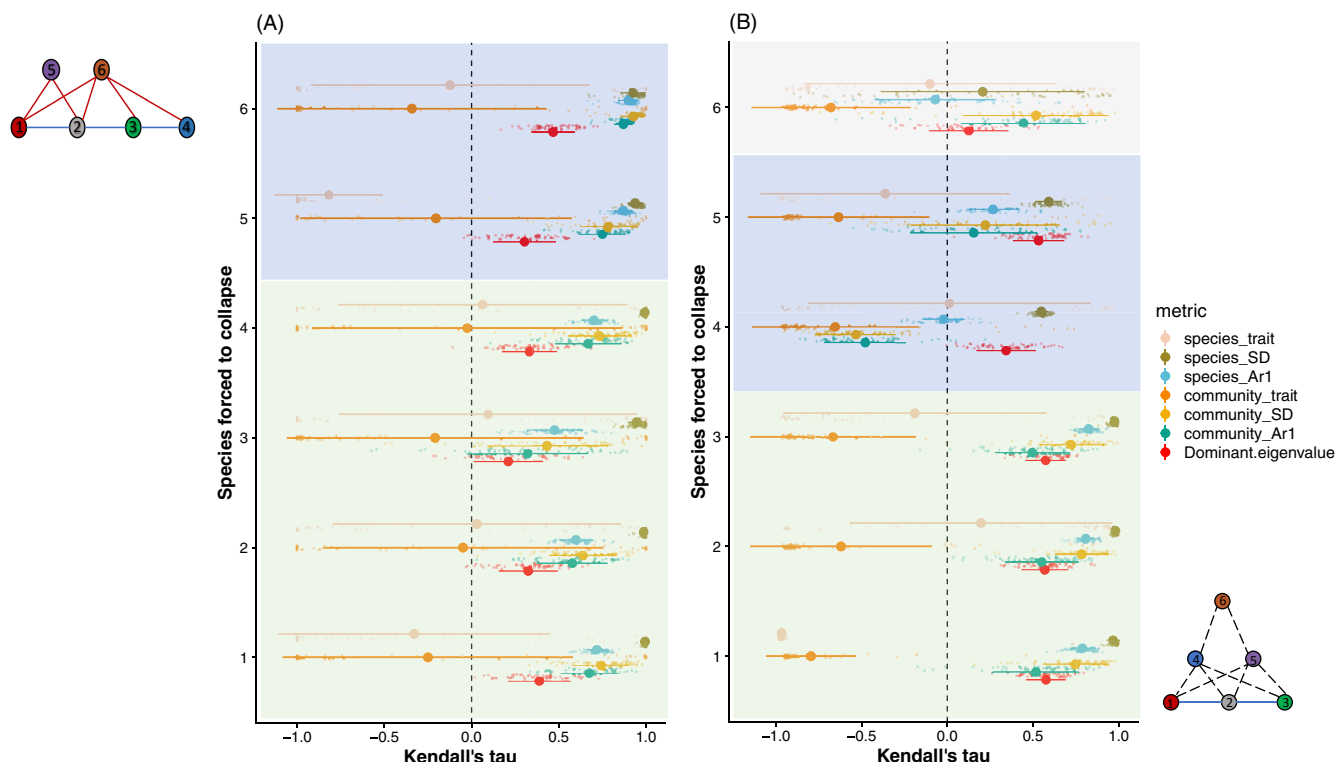 (A)
(B)
5
6
1
2
3
4
Species forced to collapse
6
5
4
3
2
1
−1.0
−0.5
0.0
0.5
1.0
Kendall's tau
Species forced to collapse
6
5
4
3
2
1
−1.0
−0.5
0.0
0.5
1.0
Kendall's tau
metric
species_trait
species_SD
species_Ar1
community_trait
community_SD
community_Ar1
Dominant.eigenvalue
6
4
5
1
2
3